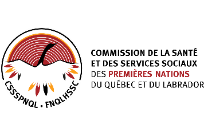 COMMISSION DE LA SANTÉ
ET DES SERVICES SOCIAUX
DES PREMIÈRES NATIONS
DU QUÉBEC ET DU LABRADOR
CSSSPNQL · FNQLHSSC